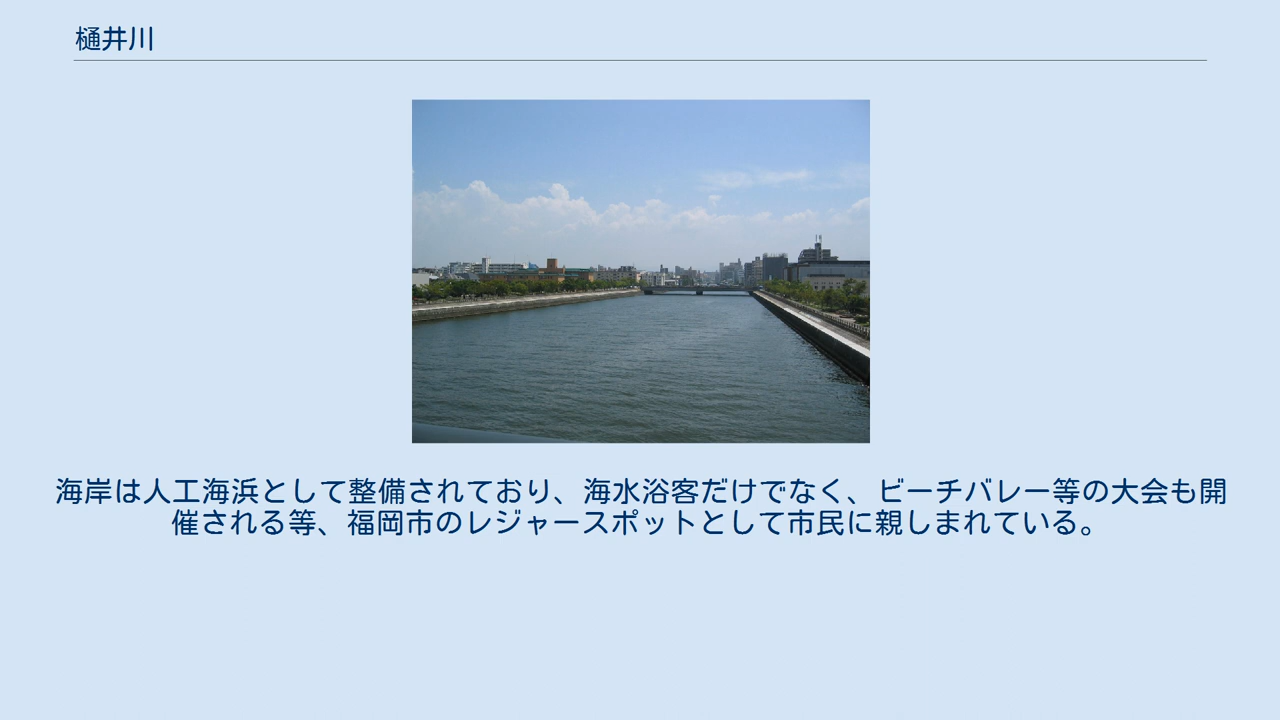 樋井川
海岸は人工海浜として整備されており、海水浴客だけでなく、ビーチバレー等の大会も開
催される等、福岡市のレジャースポットとして市民に親しまれている。